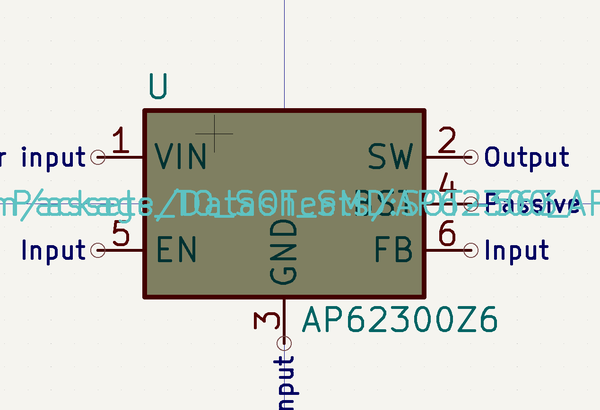 U
1
2
r input
VIN
SW
Output
4
Passive
5
6
Input
EN
GND
FB
Input
3
AP62300Z6
nput